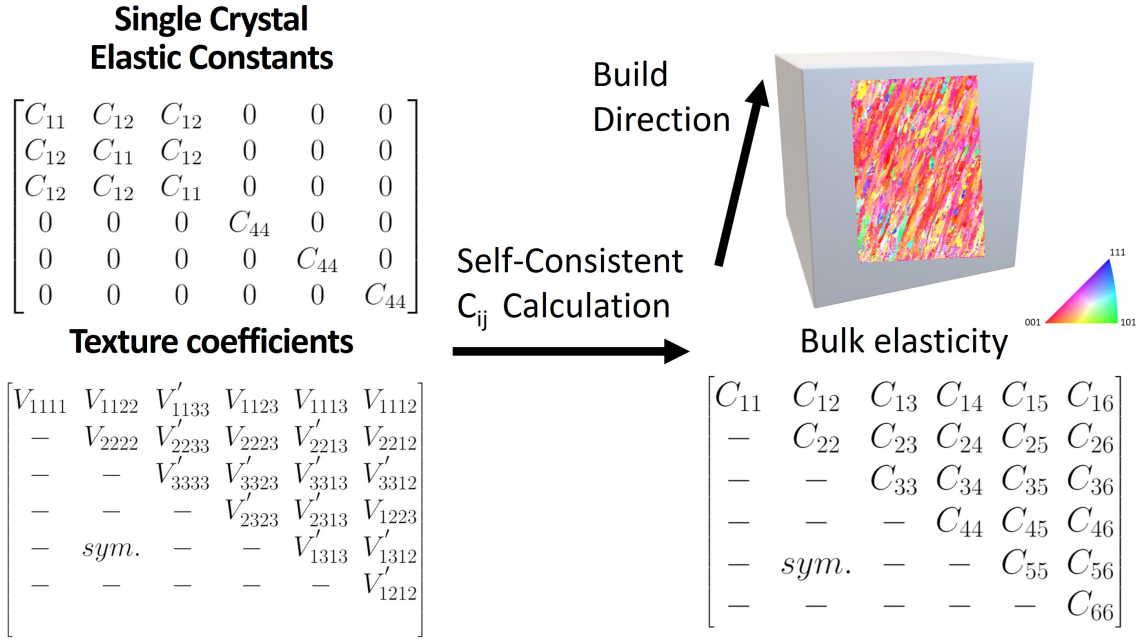 Single Crystal
Elastic Constants
C₁₁ C₁₂ C₁₂ 0 0 0
C₁₂ C₁₁ C₁₂ 0 0 0
C₁₂ C₁₂ C₁₁ 0 0 0
0 0 0 C₄₄ 0 0
0 0 0 0 C₄₄ 0
0 0 0 0 0 C₄₄
Texture coefficients
V₁₁₁₁ V₁₁₂₂ V′₁₁₃₃ V₁₁₂₃ V₁₁₁₃ V₁₁₁₂
− V₂₂₂₂ V′₂₂₃₃ V₂₂₂₃ V′₂₂₁₃ V₂₂₁₂
− − V′₃₃₃₃ V′₃₃₂₃ V′₃₃₁₃ V′₃₃₁₂
− − − V′₂₃₂₃ V′₂₃₁₃ V₁₂₂₃
− sym. − − V′₁₃₁₃ V′₁₃₁₂
− − − − − V′₁₂₁₂
Self-Consistent
Cᵢⱼ Calculation
Build
Direction
111
001
101
Bulk elasticity
C₁₁ C₁₂ C₁₃ C₁₄ C₁₅ C₁₆
− C₂₂ C₂₃ C₂₄ C₂₅ C₂₆
− − C₃₃ C₃₄ C₃₅ C₃₆
− − − C₄₄ C₄₅ C₄₆
− sym. − − C₅₅ C₅₆
− − − − − C₆₆